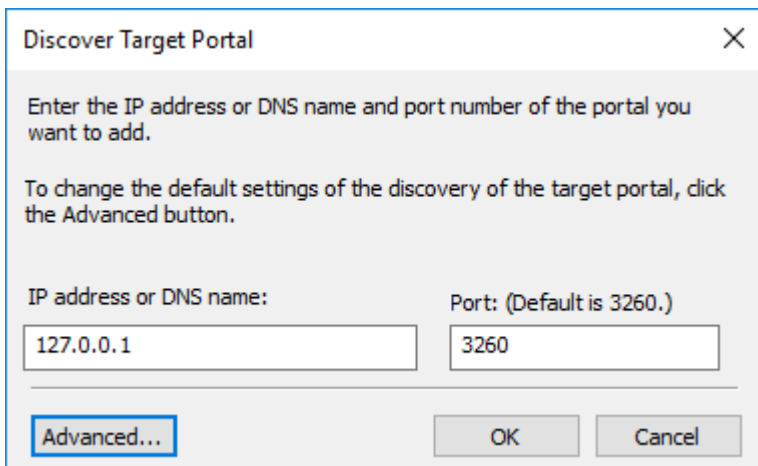 Discover Target Portal
Enter the IP address or DNS name and port number of the portal you
want to add.
To change the default settings of the discovery of the target portal, click
the Advanced button.
IP address or DNS name:
Port: (Default is 3260.)
127.0.0.1
3260
Advanced...
OK
Cancel